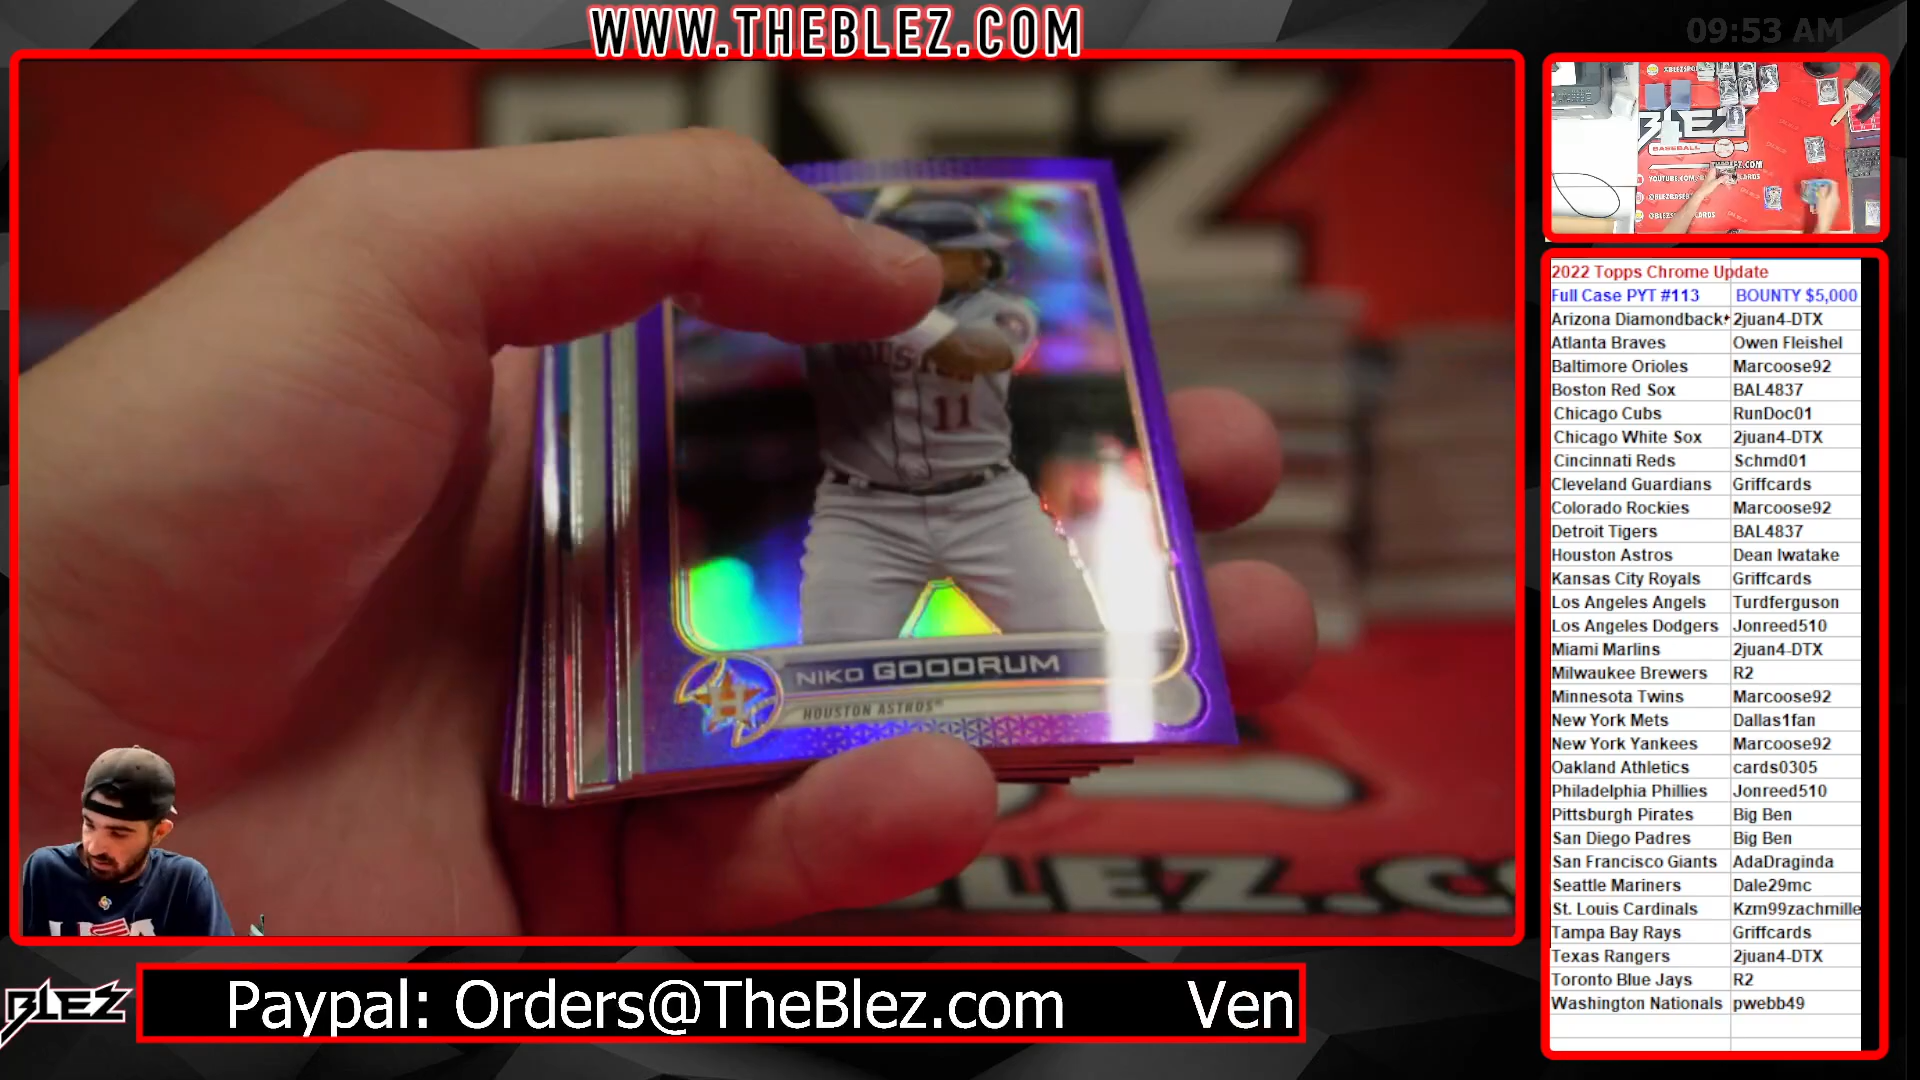 WWW.THEBLEZ.COM
09:53 AM
11
NIKO GOODRUM
HOUSTON ASTROS
BLEZ
BASEBALL
2022 Topps Chrome Update
Full Case PYT #113 BOUNTY $5,000
Arizona Diamondback 2juan4-DTX
Atlanta Braves Owen Fleishel
Baltimore Orioles Marcoose92
Boston Red Sox BAL4837
Chicago Cubs RunDoc01
Chicago White Sox 2juan4-DTX
Cincinnati Reds Schmd01
Cleveland Guardians Griffcards
Colorado Rockies Marcoose92
Detroit Tigers BAL4837
Houston Astros Dean Iwatake
Kansas City Royals Griffcards
Los Angeles Angels Turdferguson
Los Angeles Dodgers Jonreed510
Miami Marlins 2juan4-DTX
Milwaukee Brewers R2
Minnesota Twins Marcoose92
New York Mets Dallas1fan
New York Yankees Marcoose92
Oakland Athletics cards0305
Philadelphia Phillies Jonreed510
Pittsburgh Pirates Big Ben
San Diego Padres Big Ben
San Francisco Giants AdaDraginda
Seattle Mariners Dale29mc
St. Louis Cardinals Kzm99zachmille
Tampa Bay Rays Griffcards
Texas Rangers 2juan4-DTX
Toronto Blue Jays R2
Washington Nationals pwebb49
BLEZ
Paypal: Orders@TheBlez.com Ven